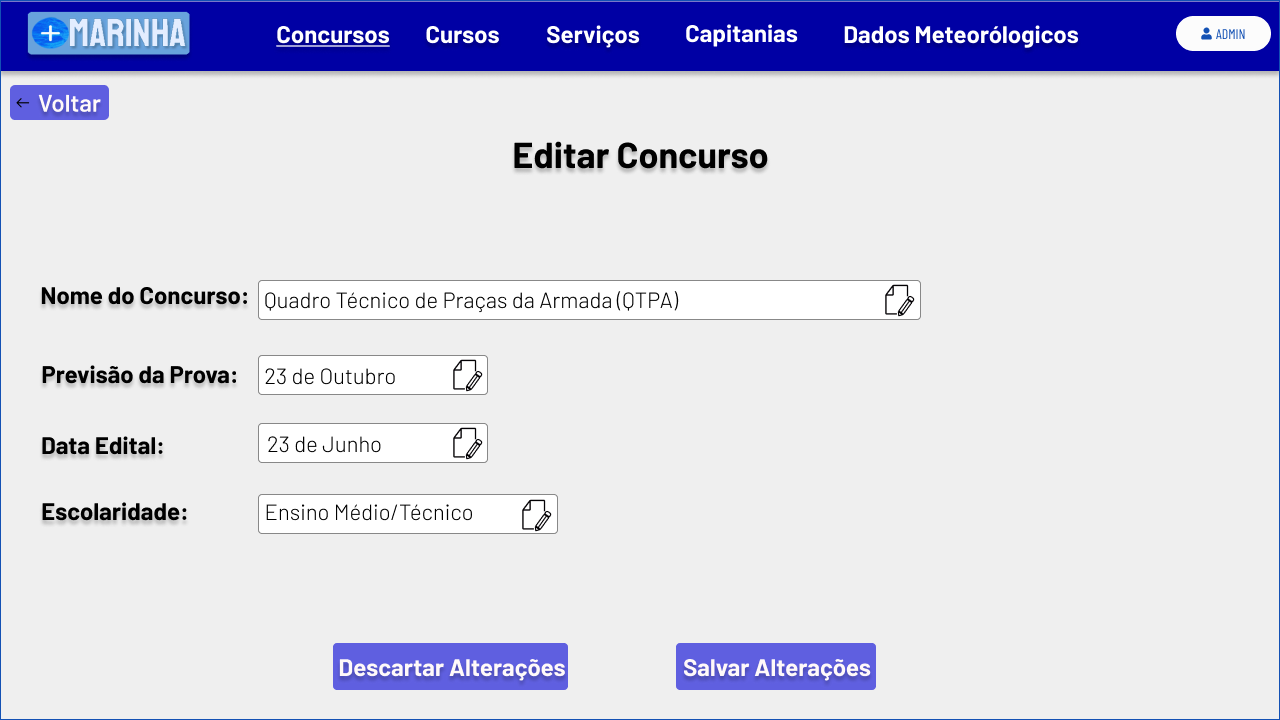 +MARINHA
Concursos Cursos Serviços Capitanias Dados Meteorólogicos ADMIN
← Voltar
Editar Concurso
Nome do Concurso: Quadro Técnico de Praças da Armada (QTPA)
Previsão da Prova: 23 de Outubro
Data Edital: 23 de Junho
Escolaridade: Ensino Médio/Técnico
Descartar Alterações Salvar Alterações